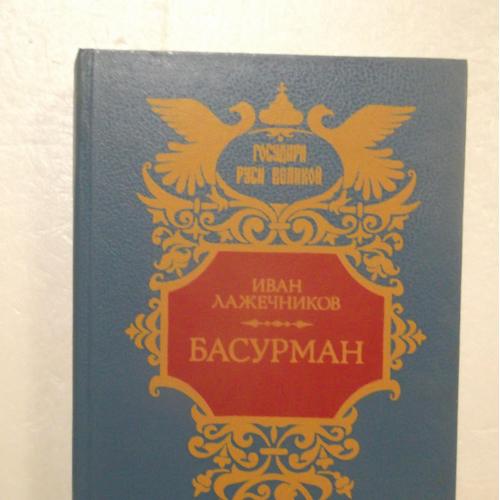 ГОСУДАРИ
РУСИ ВЕЛИКОЙ
ИВАН
ЛАЖЕЧНИКОВ
БАСУРМАН